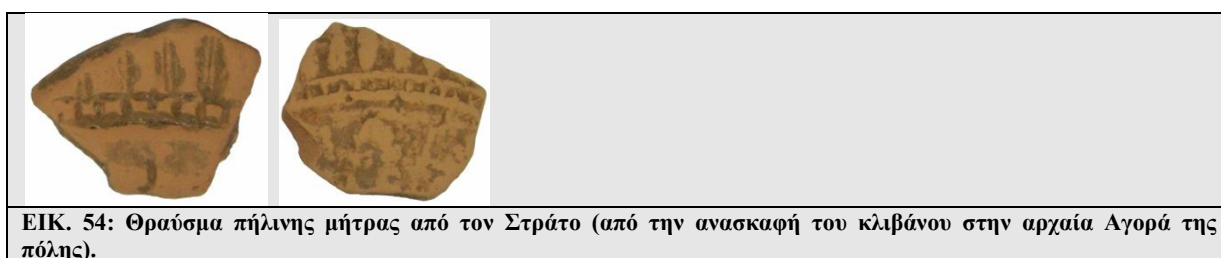 ΕΙΚ. 54: Θραύσμα πήλινης μήτρας από τον Στράτο (από την ανασκαφή του κλιβάνου στην αρχαία Αγορά της
πόλης).